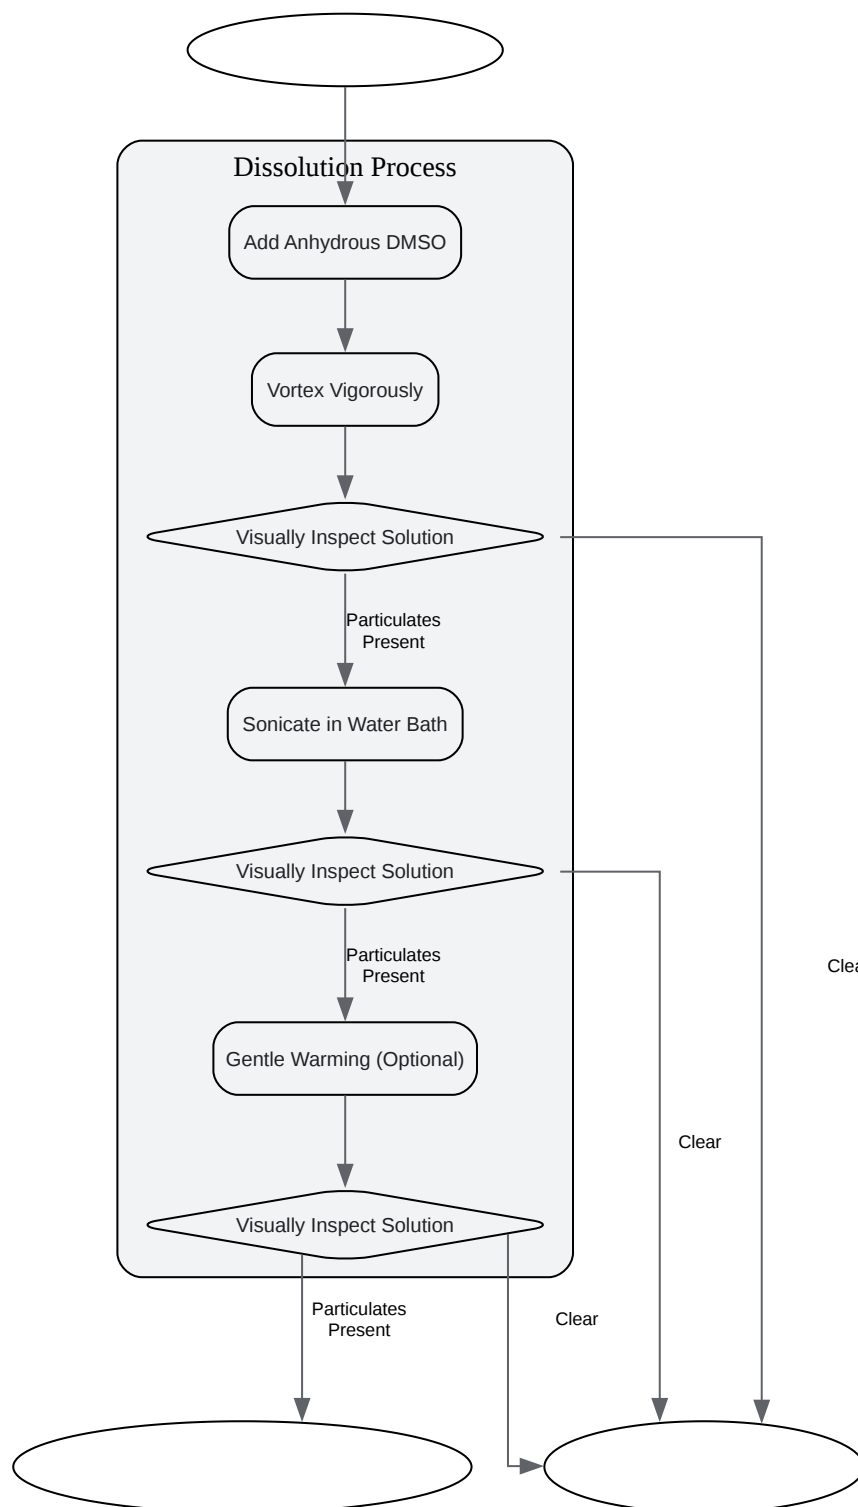 Dissolution Process
Add Anhydrous DMSO
Vortex Vigorously
Visually Inspect Solution
Particulates
Present
Sonicate in Water Bath
Visually Inspect Solution
Particulates
Present
Clea
Gentle Warming (Optional)
Clear
Visually Inspect Solution
Particulates
Present
Clear